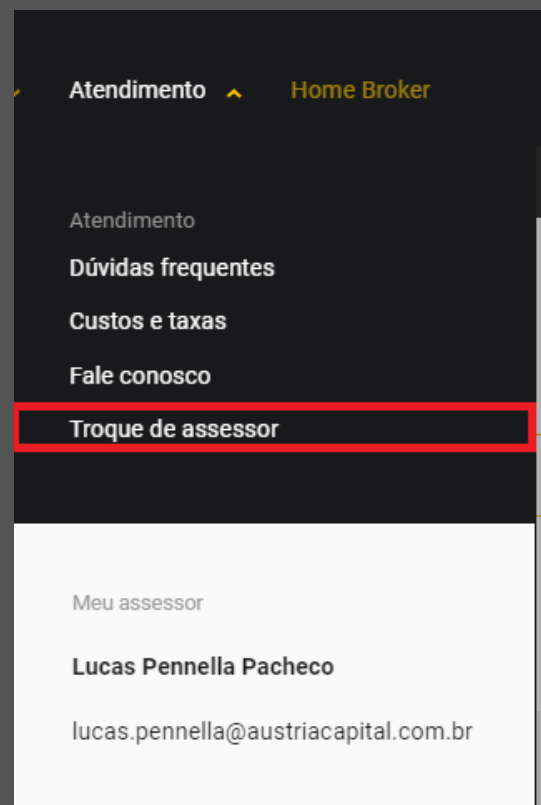 Atendimento Home Broker
Atendimento
Dúvidas frequentes
Custos e taxas
Fale conosco
Troque de assessor
Meu assessor
Lucas Pennella Pacheco
lucas.pennella@austriacapital.com.br